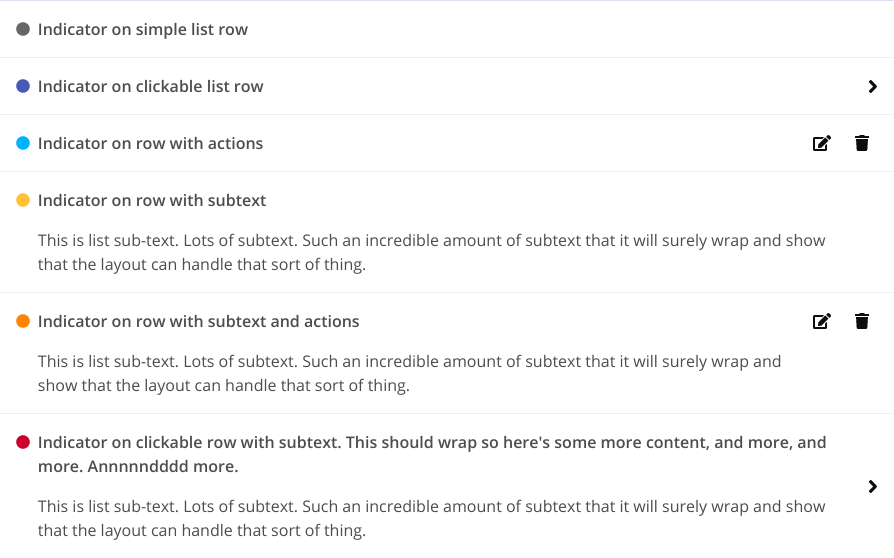 Indicator on simple list row
Indicator on clickable list row
Indicator on row with actions
Indicator on row with subtext
This is list sub-text. Lots of subtext. Such an incredible amount of subtext that it will surely wrap and show
that the layout can handle that sort of thing.
Indicator on row with subtext and actions
This is list sub-text. Lots of subtext. Such an incredible amount of subtext that it will surely wrap and
show that the layout can handle that sort of thing.
Indicator on clickable row with subtext. This should wrap so here's some more content, and more, and
more. Annnnndddd more.
This is list sub-text. Lots of subtext. Such an incredible amount of subtext that it will surely wrap and show
that the layout can handle that sort of thing.